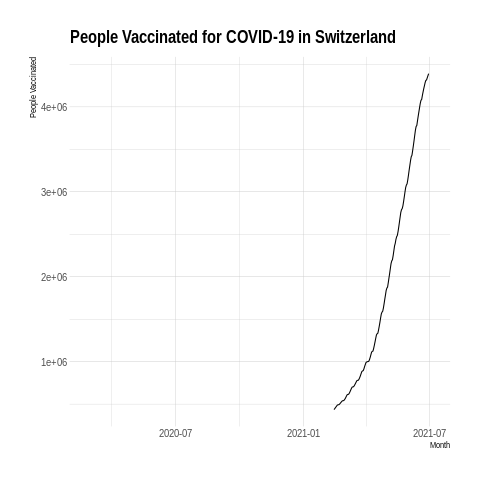 People Vaccinated for COVID-19 in Switzerland
People Vaccinated
4e+06
3e+06
2e+06
1e+06
2020-07 2021-01 2021-07
Month